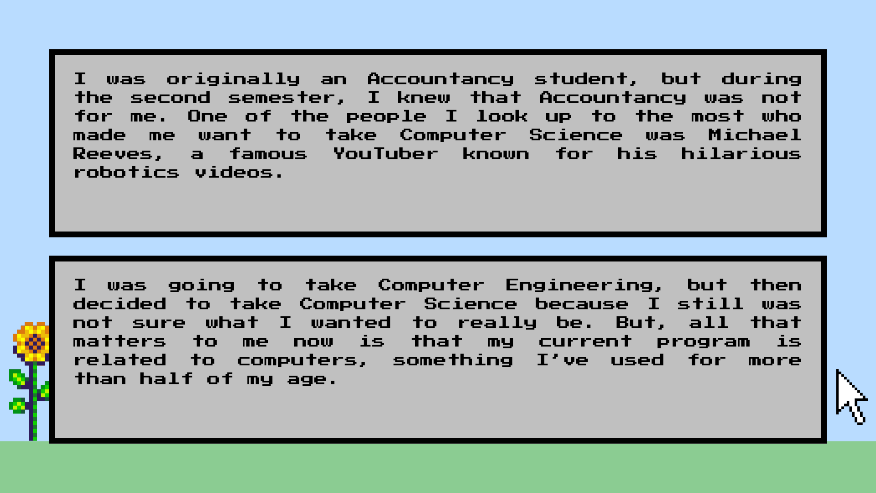 I was originally an Accountancy student, but during
the second semester, I knew that Accountancy was not
for me. One of the people I look up to the most who
made me want to take Computer Science was Michael
Reeves, a famous YouTuber known for his hilarious
robotics videos.
I was going to take Computer Engineering, but then
decided to take Computer Science because I still was
not sure what I wanted to really be. But, all that
matters to me now is that my current program is
related to computers, something I've used for more
than half of my age.